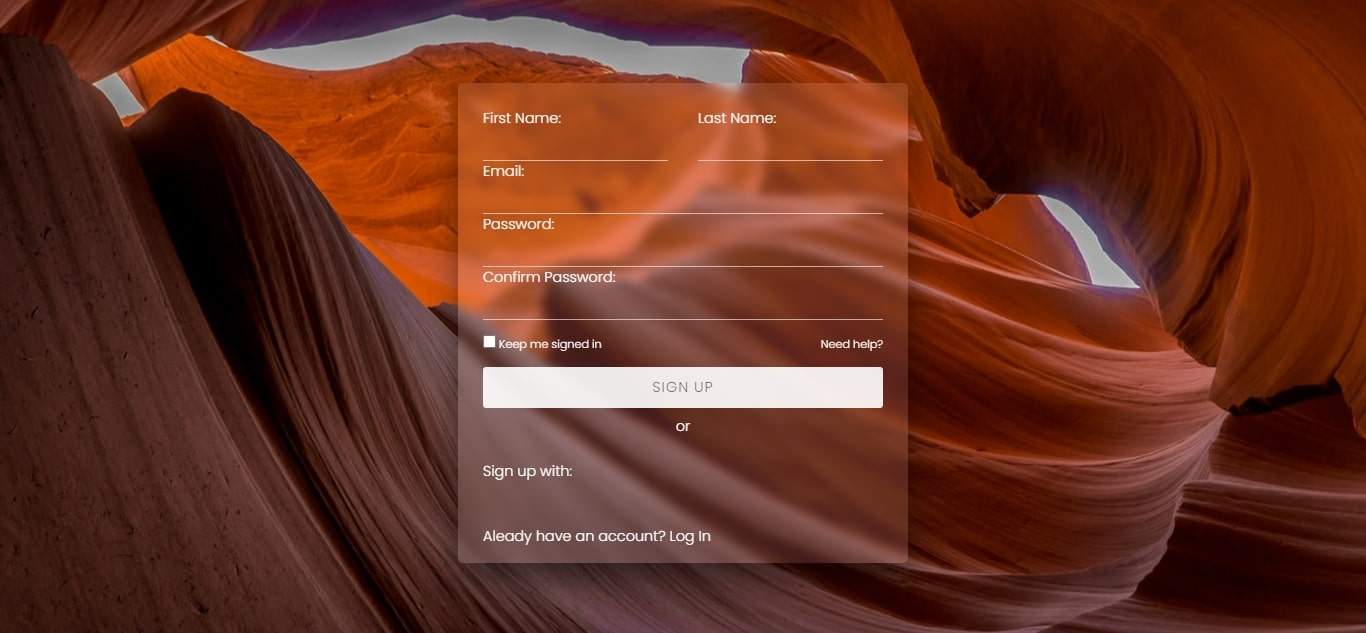 First Name: Last Name:
Email:
Password:
Confirm Password:
Keep me signed in Need help?
SIGN UP
or
Sign up with:
Aleady have an account? Log In